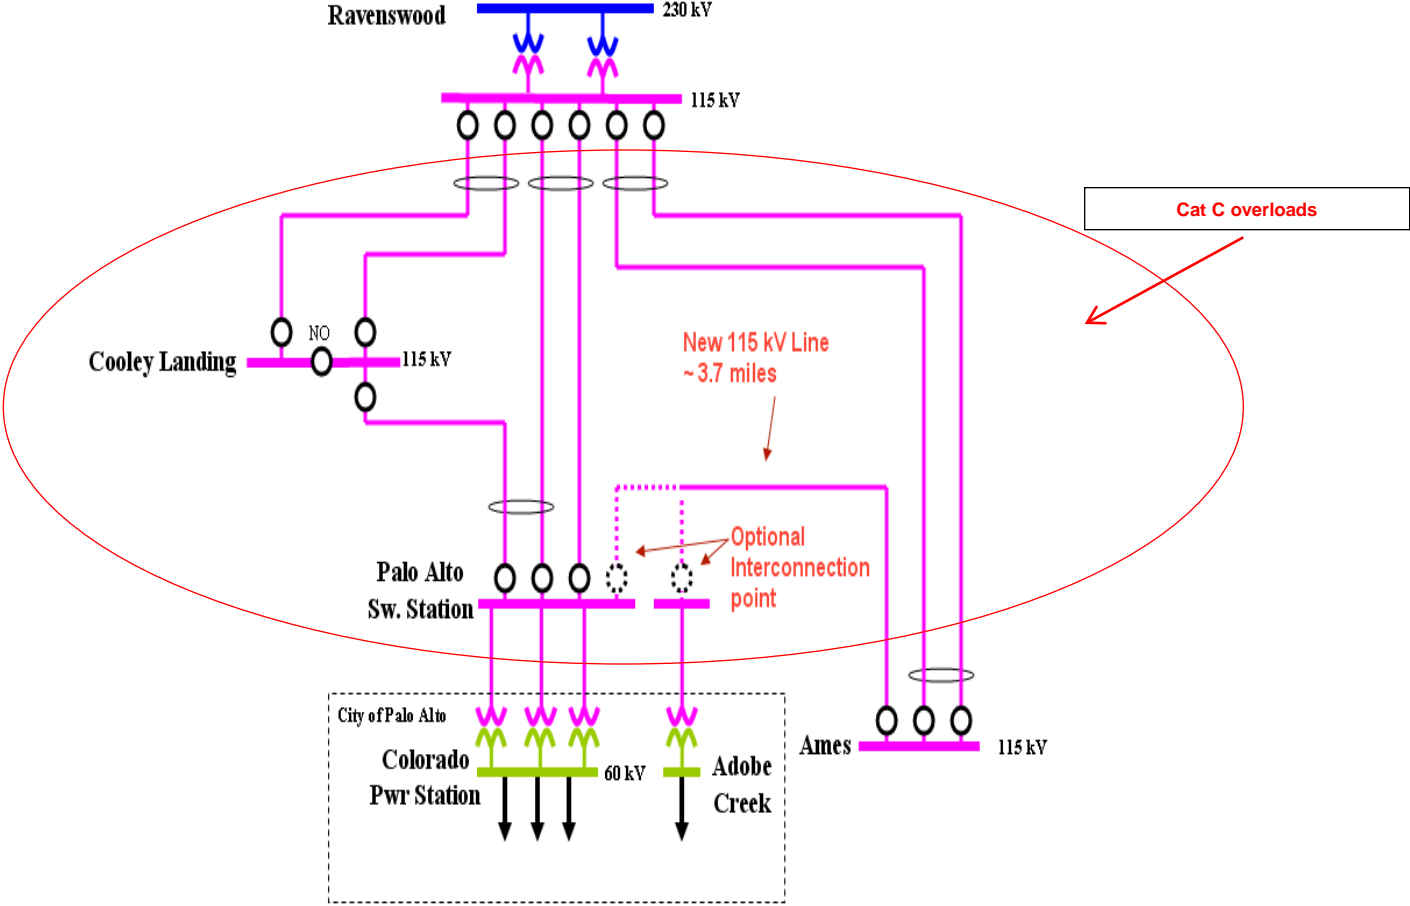 Ravenswood
230 kV
115 kV
Cat C overloads
NO
Cooley Landing
115 kV
New 115 kV Line
~ 3.7 miles
Optional
Interconnection
point
Palo Alto
Sw. Station
City of Palo Alto
Colorado
Pwr Station
60 kV
Adobe
Creek
Ames
115 kV